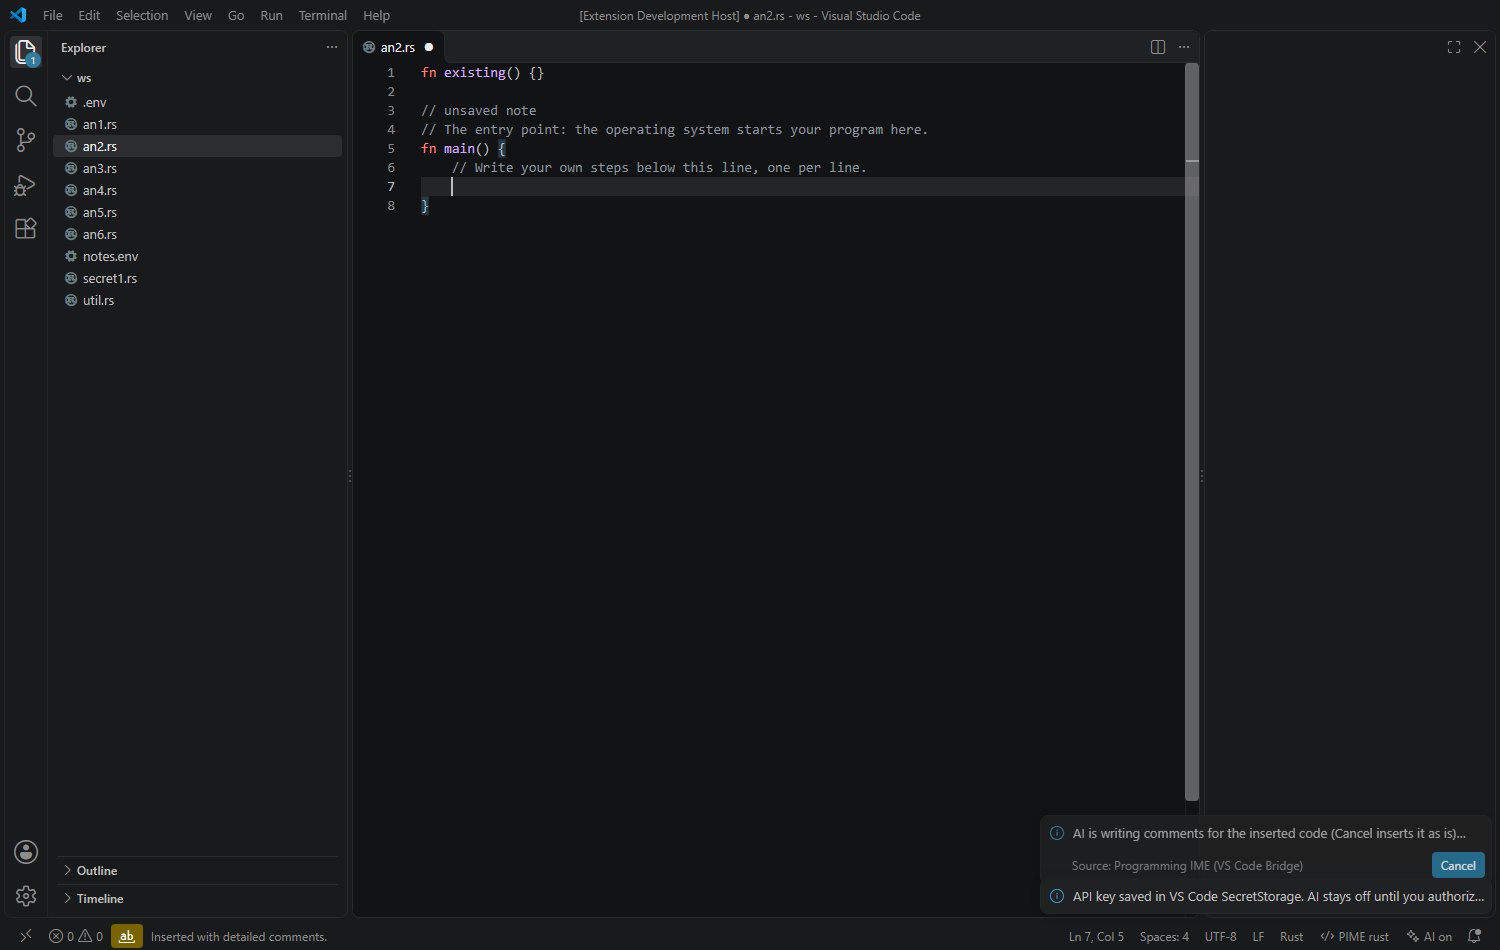 File Edit Selection View Go Run Terminal Help
[Extension Development Host] ● an2.rs - ws - Visual Studio Code
1
Explorer
ws
.env
an1.rs
an2.rs
an3.rs
an4.rs
an5.rs
an6.rs
notes.env
secret1.rs
util.rs
Outline
Timeline
an2.rs
1 fn existing() {}
2
3 // unsaved note
4 // The entry point: the operating system starts your program here.
5 fn main() {
6     // Write your own steps below this line, one per line.
7
8 }
AI is writing comments for the inserted code (Cancel inserts it as is)...
Source: Programming IME (VS Code Bridge)
Cancel
API key saved in VS Code SecretStorage. AI stays off until you authoriz...
0 0 ab Inserted with detailed comments.
Ln 7, Col 5 Spaces: 4 UTF-8 LF Rust PIME rust AI on